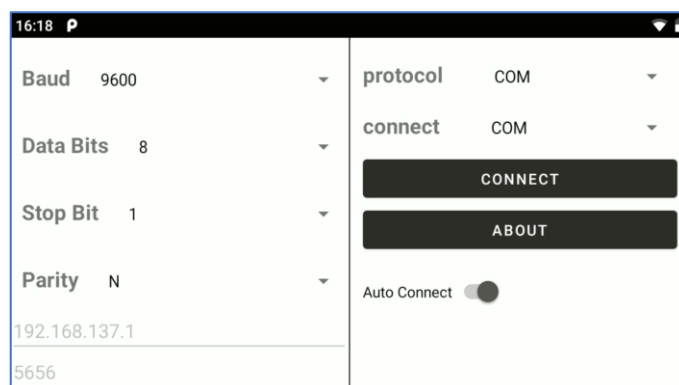 16:18
Baud 9600
Data Bits 8
Stop Bit 1
Parity N
192.168.137.1
5656
protocol COM
connect COM
CONNECT
ABOUT
Auto Connect